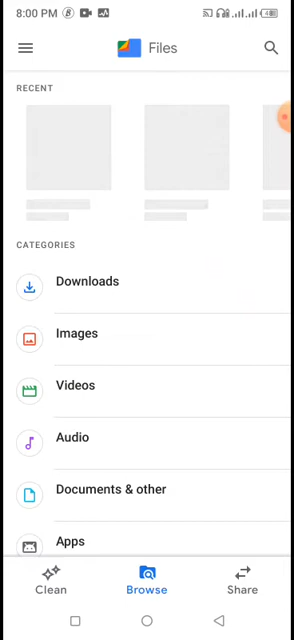 8:00 PM
Files
RECENT
CATEGORIES
Downloads
Images
Videos
Audio
Documents & other
Apps
Clean
Browse
Share